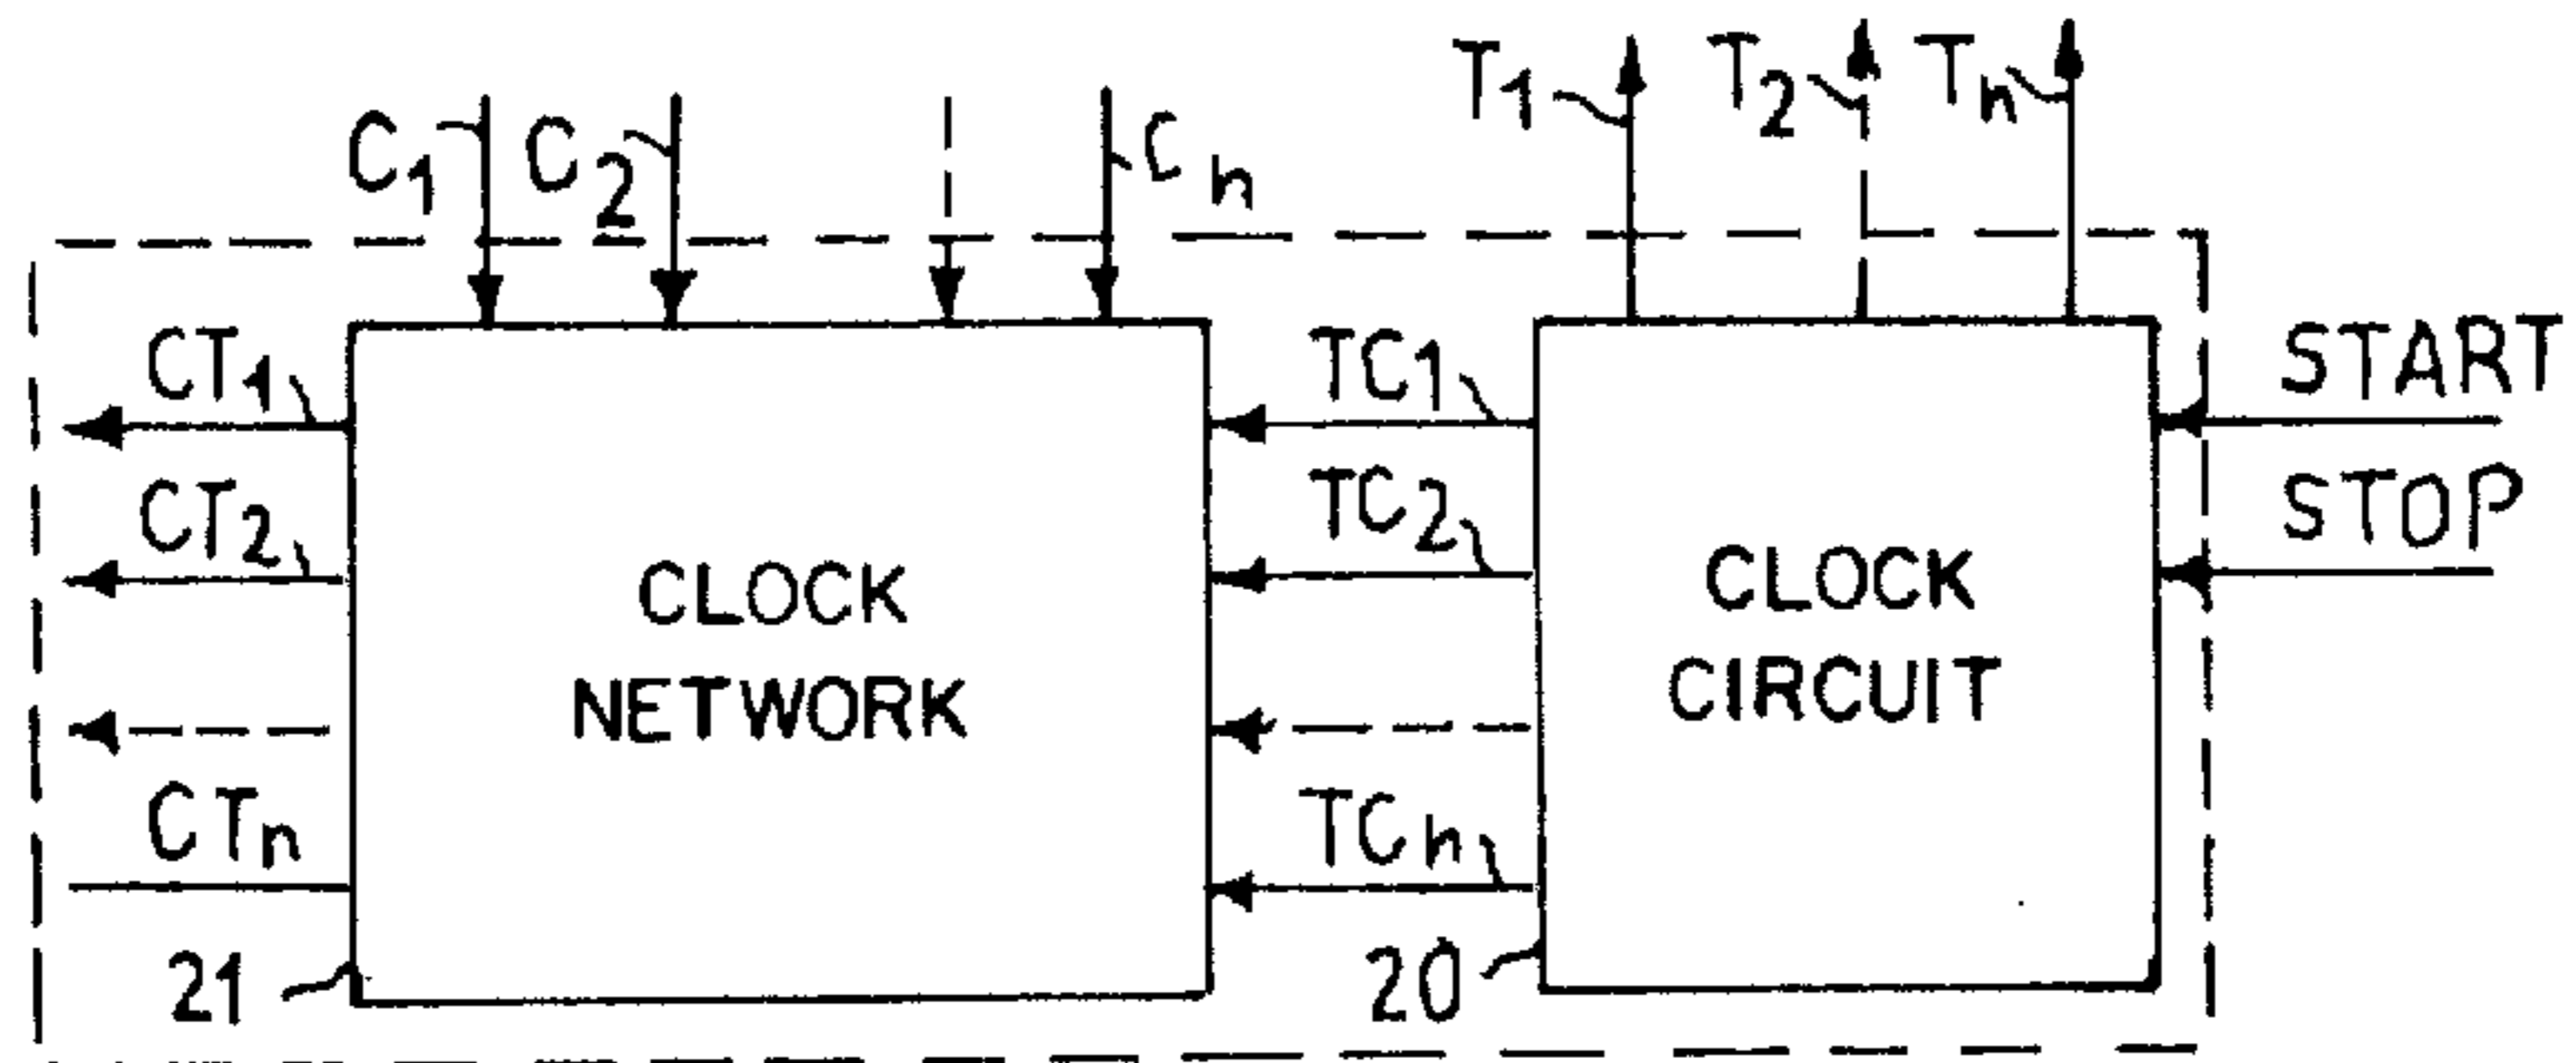 C1 C2 Cn T1 T2 Tn
CT1 TC1 START
CT2 TC2 STOP
CLOCK NETWORK
CLOCK CIRCUIT
CTn TCn
21 20